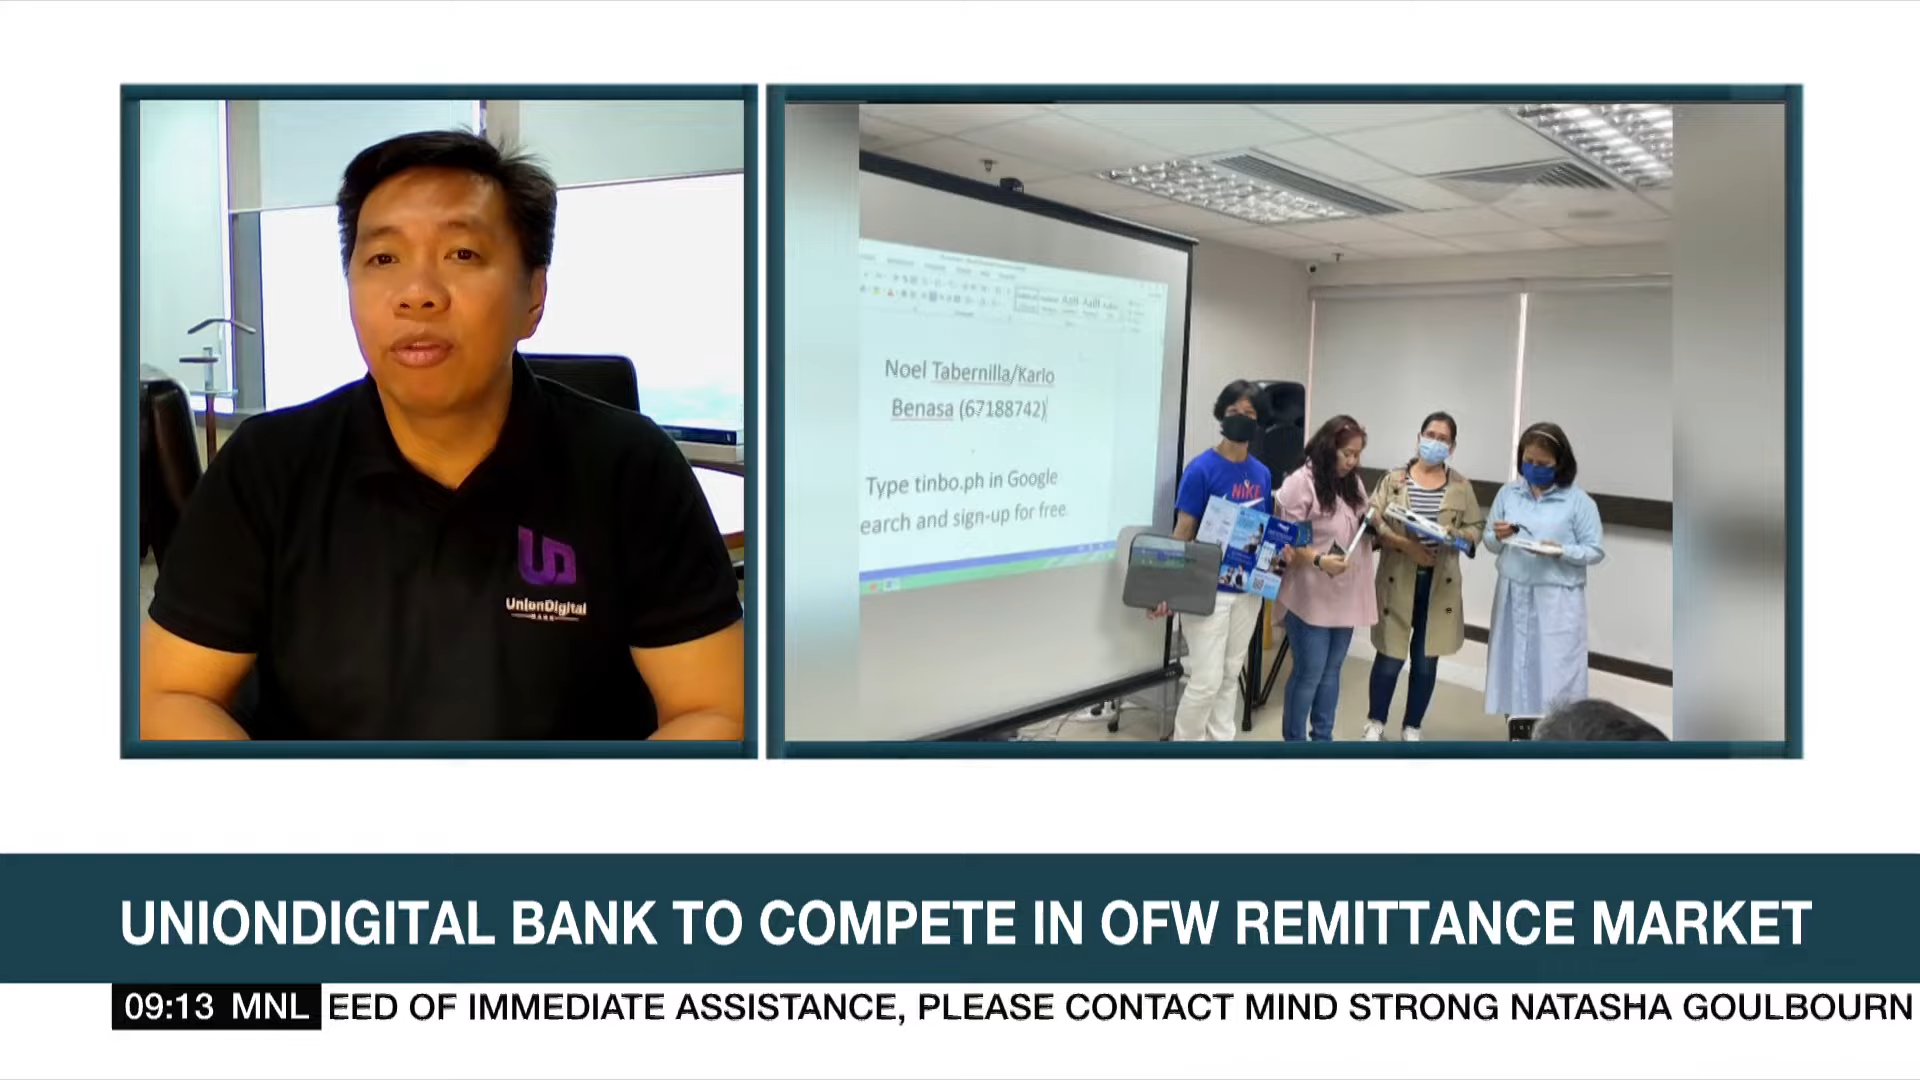 UD
UnionDigital
BANK
Noel Tabernilla/Karlo
Benasa (67188742)
Type tinbo.ph in Google
earch and sign-up for free.
NIKE
UNIONDIGITAL BANK TO COMPETE IN OFW REMITTANCE MARKET
09:13 MNL
EED OF IMMEDIATE ASSISTANCE, PLEASE CONTACT MIND STRONG NATASHA GOULBOURN